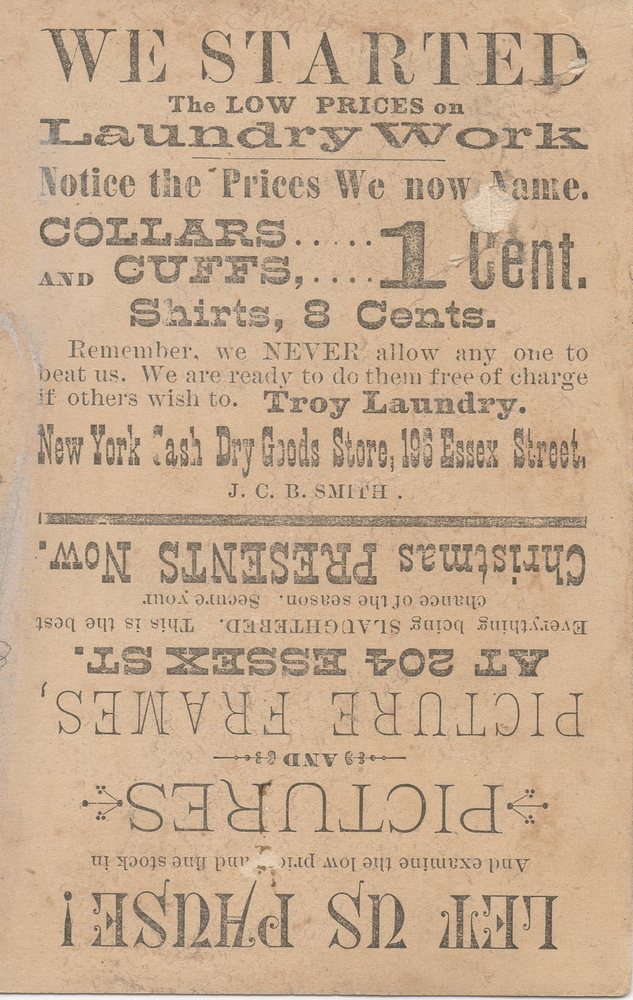 WE STARTED
The LOW PRICES on
Laundry Work
Notice the Prices We now Name.
COLLARS.....
AND CUFFS,....1 Cent.
Shirts, 8 Cents.
Remember, we NEVER allow any one to
beat us. We are ready to do them free of charge
if others wish to. Troy Laundry.
New York Cash Dry Goods Store, 196 Essex Street,
J. C. B. SMITH .
LET US PAUSE!
And examine the low prices and fine stock in
PICTURES
AND
PICTURE FRAMES,
AT 204 ESSEX ST.
Everything being SLAUGHTERED. This is the best
chance of the season. Secure your
Christmas PRESENTS Now.